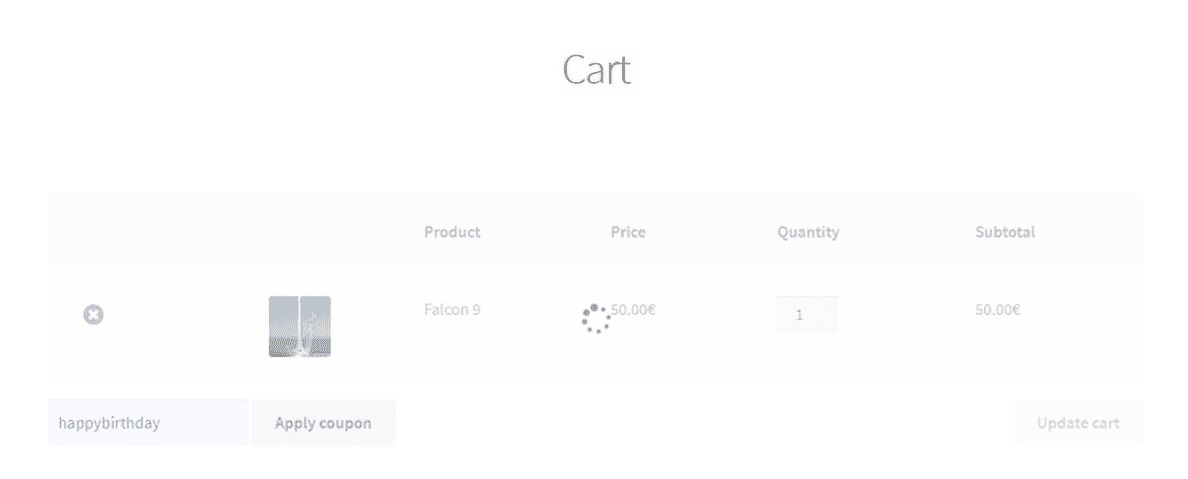 Cart
Product Price Quantity Subtotal
Falcon 9 50.00€ 1 50.00€
happybirthday Apply coupon Update cart